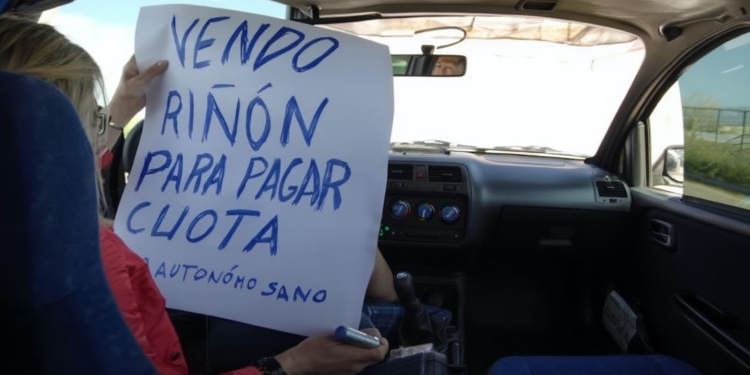 VENDO
RIÑÓN
PARA PAGAR
CUOTA
AUTONÓMO SANO